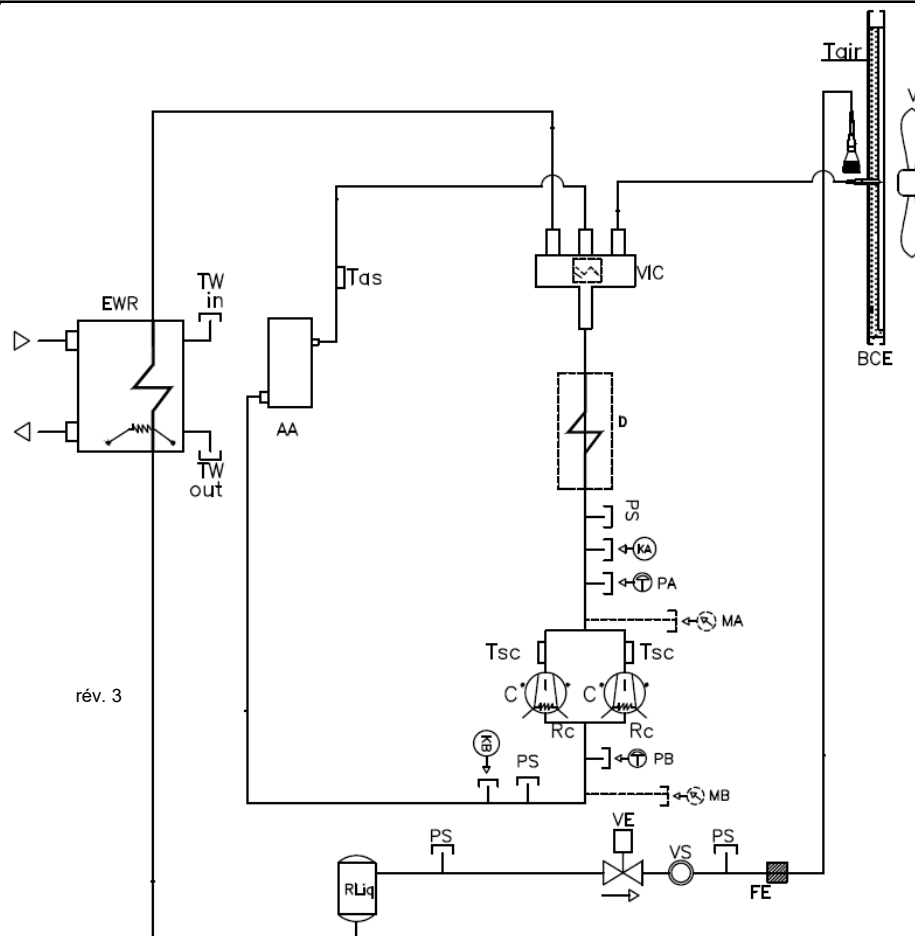 Tair
V
VIC
Tas
TW
in
EWR
BCE
AA
D
TW
out
PS
KA
PA
MA
Tsc
Tsc
rév. 3
C
C
Rc
Rc
KB
PS
PB
MB
VE
PS
VS
PS
RLiq
FE